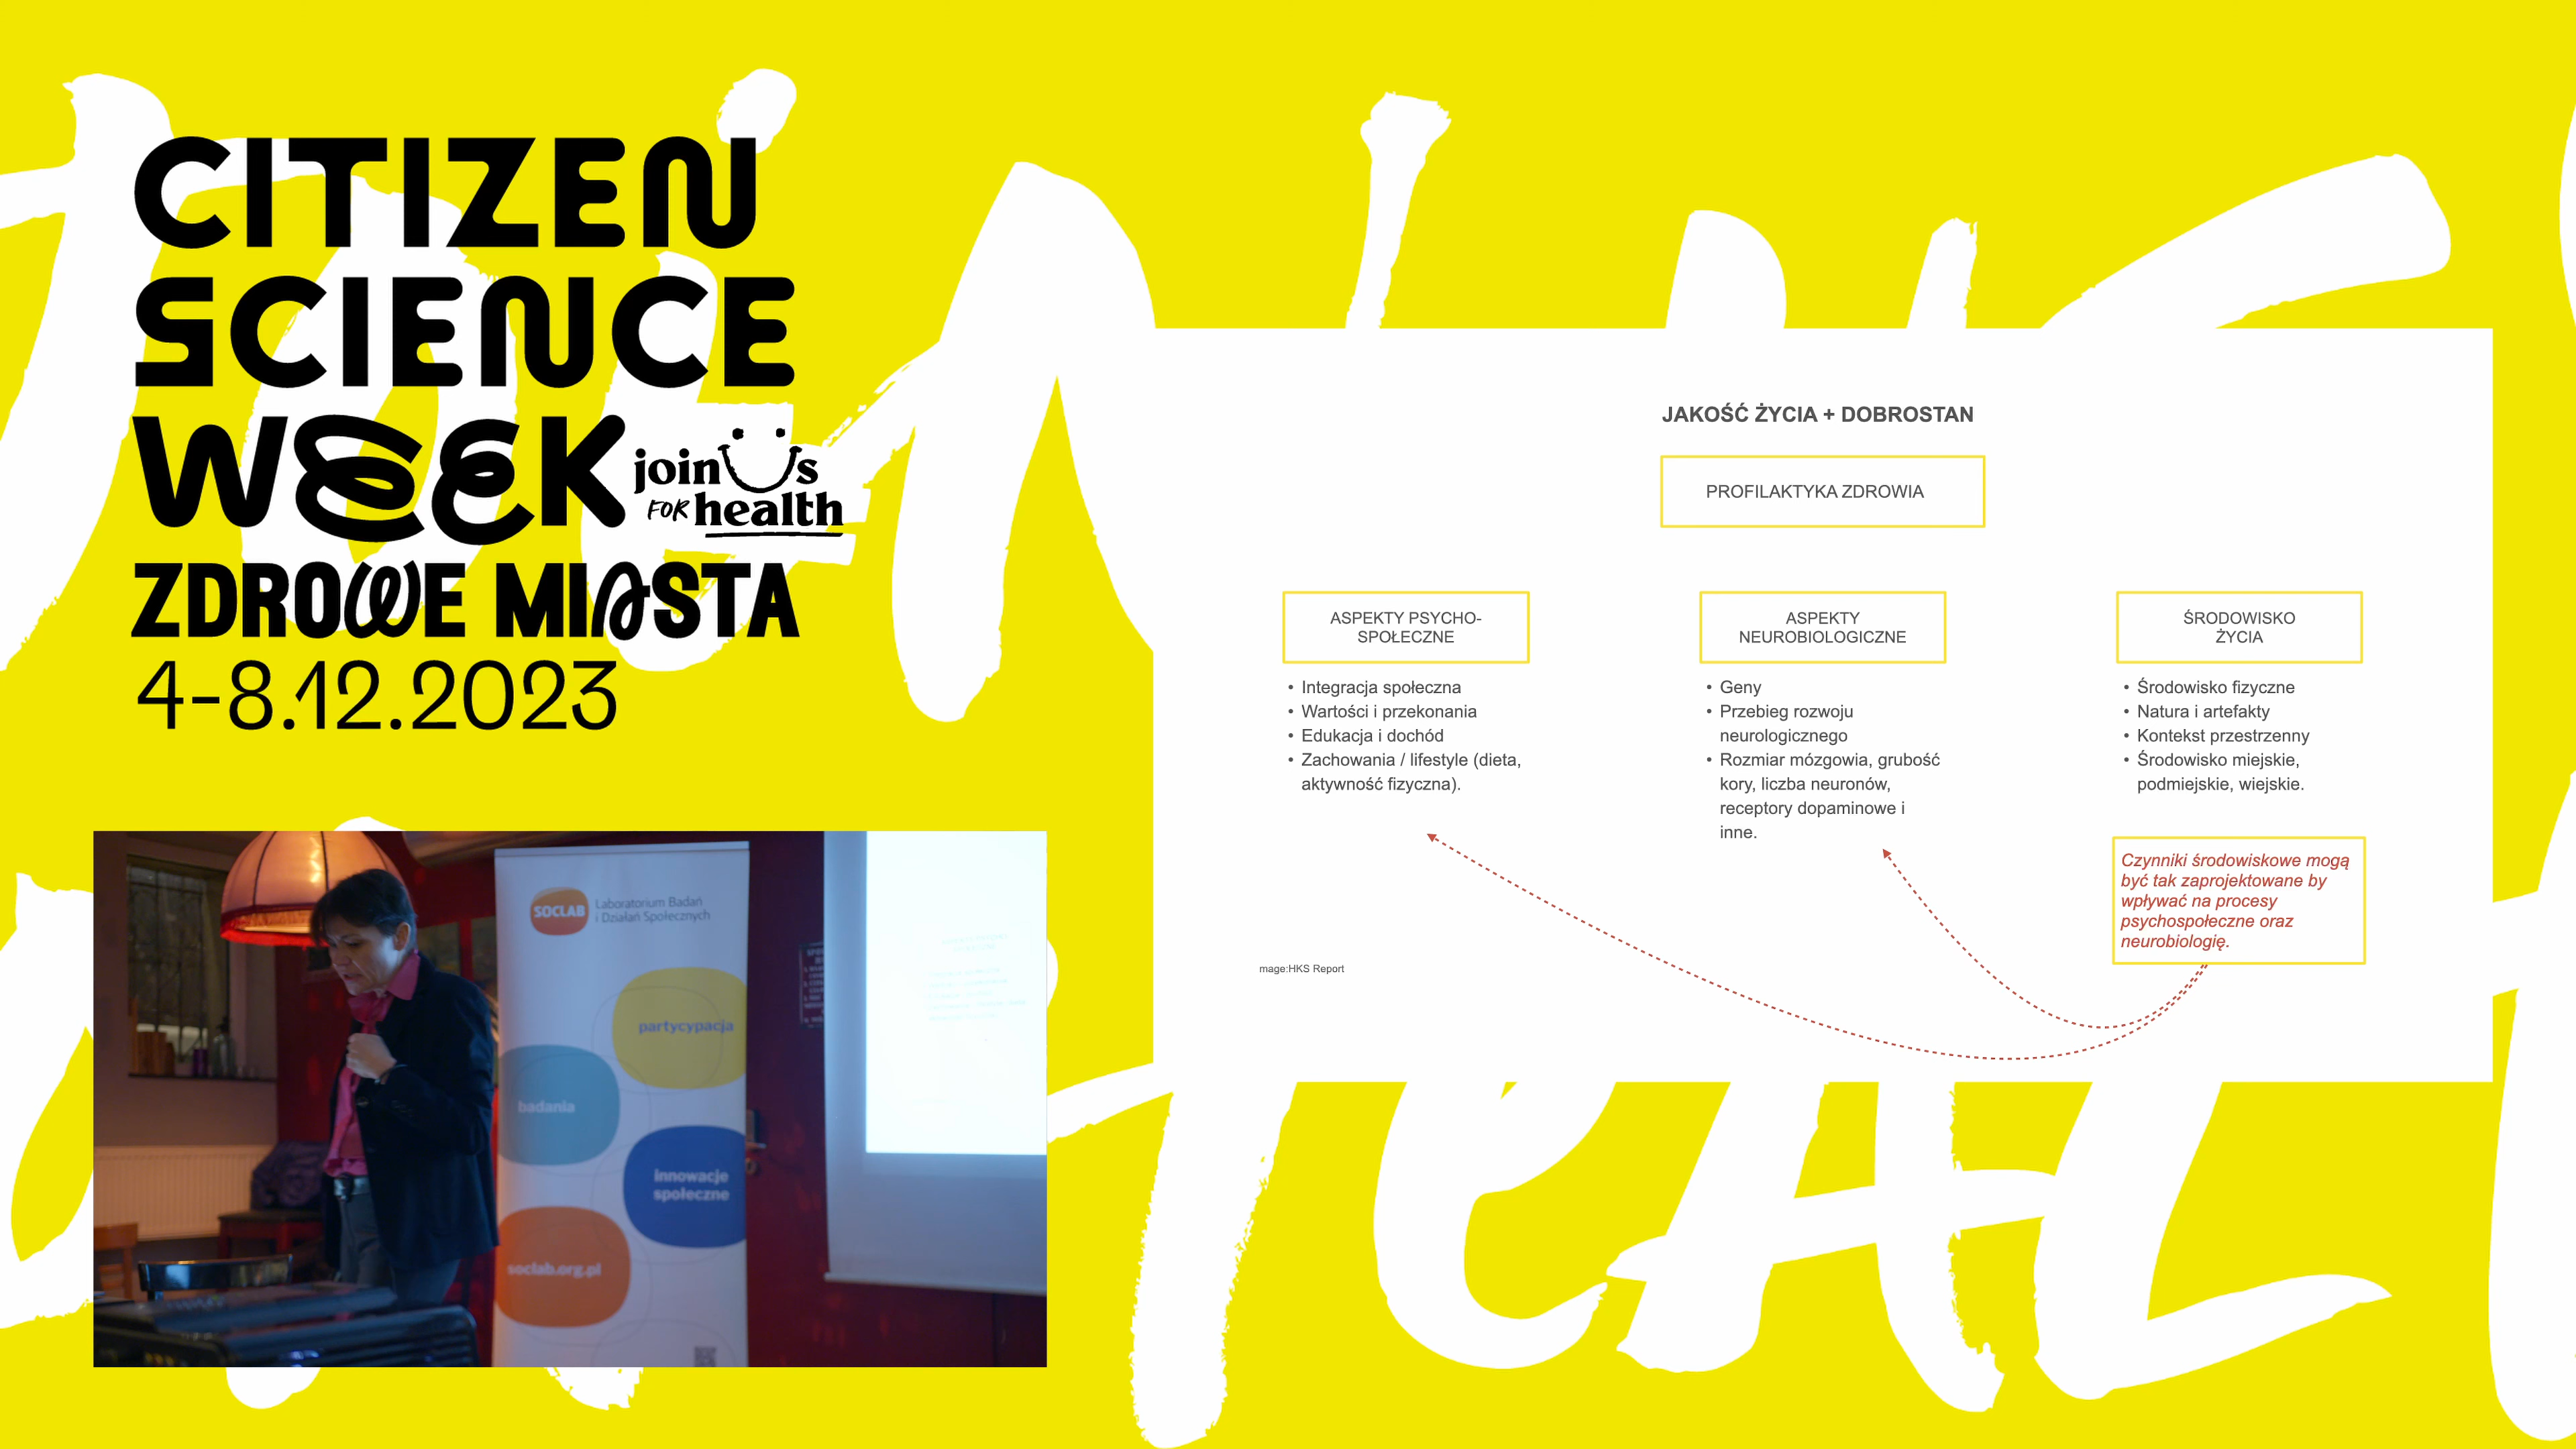 CITIZEN
SCIENCE
WEEK
join Us
FOR health
ZDROWE MIASTA
4-8.12.2023
JAKOŚĆ ŻYCIA + DOBROSTAN
PROFILAKTYKA ZDROWIA
ASPEKTY PSYCHO-
SPOŁECZNE
• Integracja społeczna
• Wartości i przekonania
• Edukacja i dochód
• Zachowania / lifestyle (dieta,
aktywność fizyczna).
ASPEKTY
NEUROBIOLOGICZNE
• Geny
• Przebieg rozwoju
neurologicznego
• Rozmiar mózgowia, grubość
kory, liczba neuronów,
receptory dopaminowe i
inne.
ŚRODOWISKO
ŻYCIA
• Środowisko fizyczne
• Natura i artefakty
• Kontekst przestrzenny
• Środowisko miejskie,
podmiejskie, wiejskie.
Czynniki środowiskowe mogą
być tak zaprojektowane by
wpływać na procesy
psychospołeczne oraz
neurobiologię.
mage:HKS Report
SOCLAB
Laboratorium Badań
i Działań Społecznych
partycypacja
badania
innowacje
społeczne
soclab.org.pl